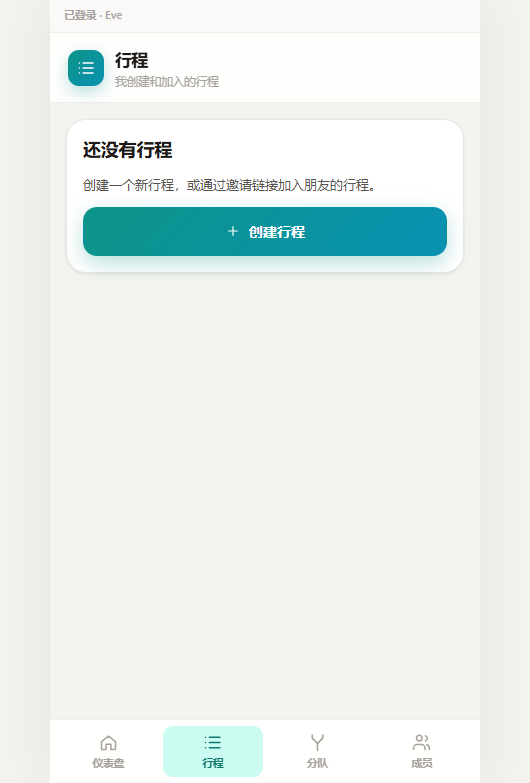 已登录 · Eve
行程
我创建和加入的行程
还没有行程
创建一个新行程，或通过邀请链接加入朋友的行程。
+ 创建行程
仪表盘
行程
分队
成员